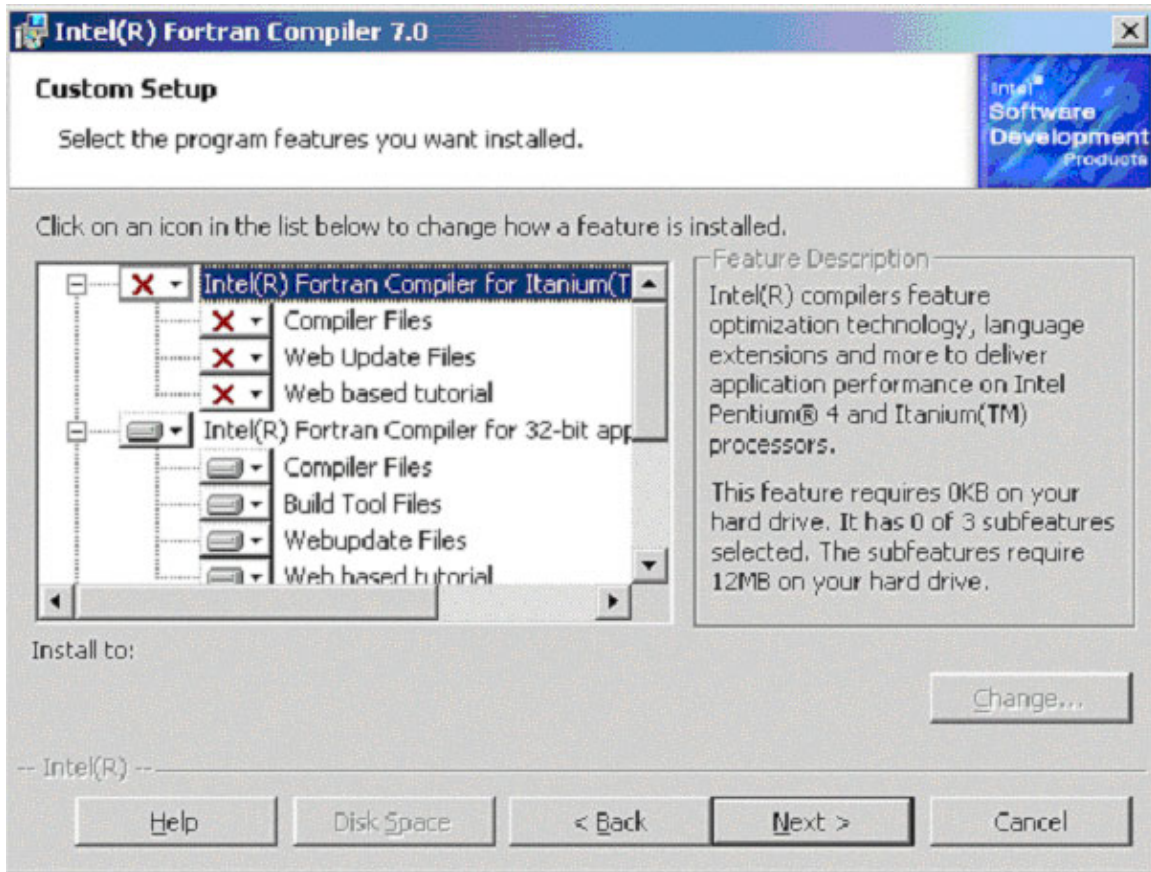 Intel(R) Fortran Compiler 7.0
Custom Setup
Select the program features you want installed.
Intel®
Software
Development
Products
Click on an icon in the list below to change how a feature is installed.
Intel(R) Fortran Compiler for Itanium(T
Compiler Files
Web Update Files
Web based tutorial
Intel(R) Fortran Compiler for 32-bit app
Compiler Files
Build Tool Files
Webupdate Files
Web based tutorial
Feature Description
Intel(R) compilers feature
optimization technology, language
extensions and more to deliver
application performance on Intel
Pentium® 4 and Itanium(TM)
processors.
This feature requires 0KB on your
hard drive. It has 0 of 3 subfeatures
selected. The subfeatures require
12MB on your hard drive.
Install to:
Change...
-- Intel(R) --
Help
Disk Space
< Back
Next >
Cancel